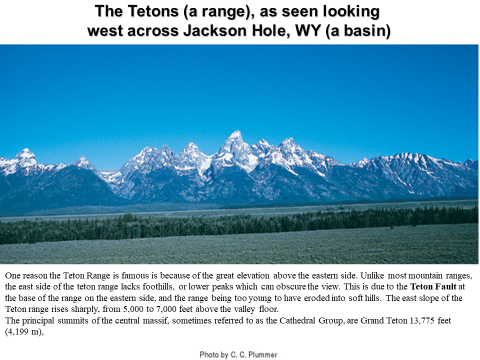 The Tetons (a range), as seen looking
west across Jackson Hole, WY (a basin)
One reason the Teton Range is famous is because of the great elevation above the eastern side. Unlike most mountain ranges,
the east side of the teton range lacks foothills, or lower peaks which can obscure the view. This is due to the Teton Fault at
the base of the range on the eastern side, and the range being too young to have eroded into soft hills. The east slope of the
Teton range rises sharply, from 5,000 to 7,000 feet above the valley floor.
The principal summits of the central massif, sometimes referred to as the Cathedral Group, are Grand Teton 13,775 feet
(4,199 m),
Photo by C. C. Plummer